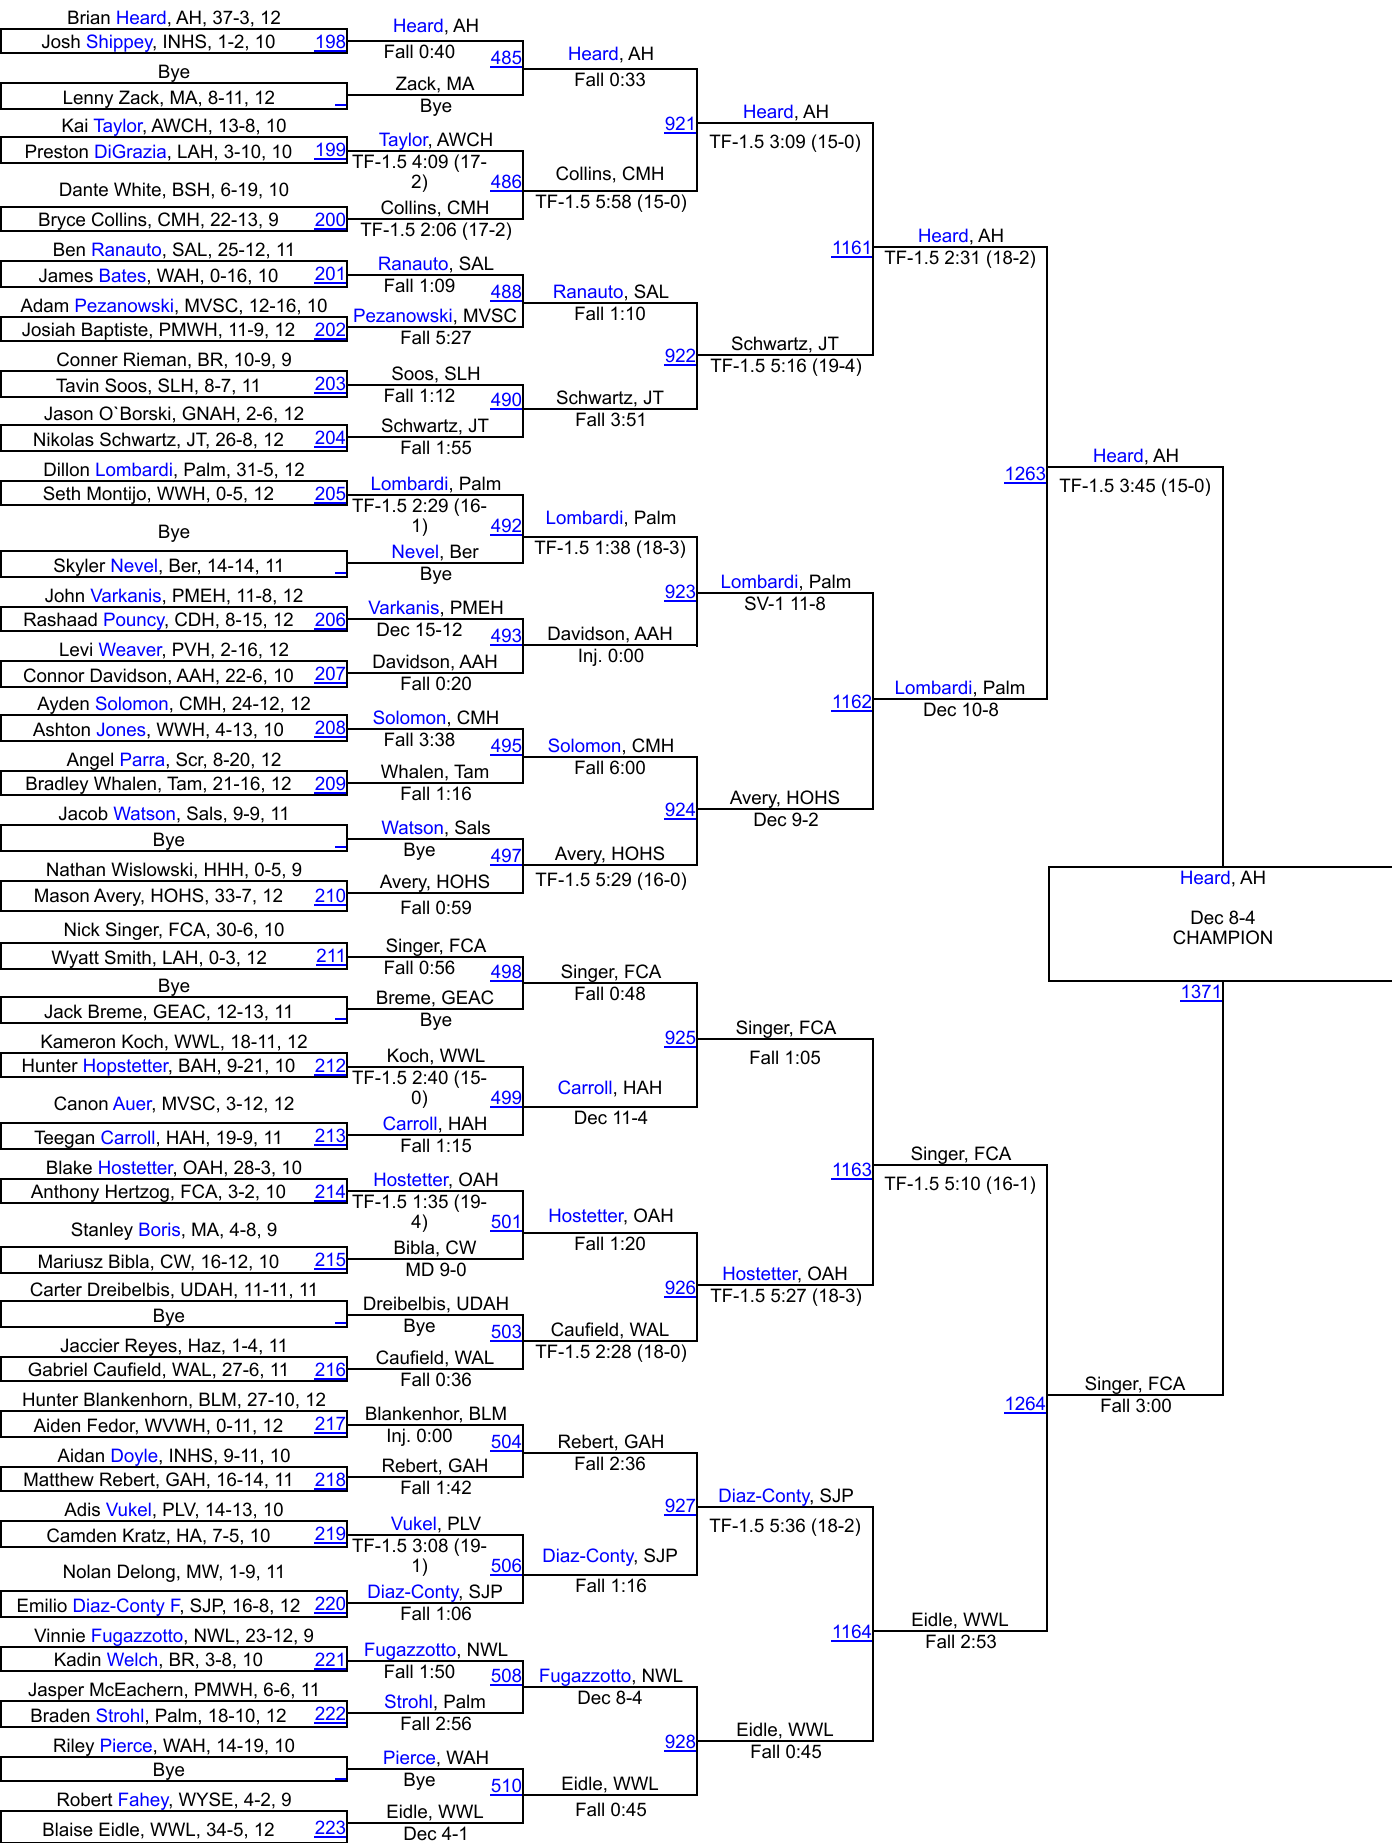 Brian Heard, AH, 37-3, 12
Josh Shippey, INHS, 1-2, 10 198
Bye
Lenny Zack, MA, 8-11, 12
Kai Taylor, AWCH, 13-8, 10
Preston DiGrazia, LAH, 3-10, 10 199
Dante White, BSH, 6-19, 10
Bryce Collins, CMH, 22-13, 9 200
Ben Ranauto, SAL, 25-12, 11
James Bates, WAH, 0-16, 10 201
Adam Pezanowski, MVSC, 12-16, 10
Josiah Baptiste, PMWH, 11-9, 12 202
Conner Rieman, BR, 10-9, 9
Tavin Soos, SLH, 8-7, 11 203
Jason O`Borski, GNAH, 2-6, 12
Nikolas Schwartz, JT, 26-8, 12 204
Dillon Lombardi, Palm, 31-5, 12
Seth Montijo, WWH, 0-5, 12 205
Bye
Skyler Nevel, Ber, 14-14, 11
John Varkanis, PMEH, 11-8, 12
Rashaad Pouncy, CDH, 8-15, 12 206
Levi Weaver, PVH, 2-16, 12
Connor Davidson, AAH, 22-6, 10 207
Ayden Solomon, CMH, 24-12, 12
Ashton Jones, WWH, 4-13, 10 208
Angel Parra, Scr, 8-20, 12
Bradley Whalen, Tam, 21-16, 12 209
Jacob Watson, Sals, 9-9, 11
Bye
Nathan Wislowski, HHH, 0-5, 9
Mason Avery, HOHS, 33-7, 12 210
Nick Singer, FCA, 30-6, 10
Wyatt Smith, LAH, 0-3, 12 211
Bye
Jack Breme, GEAC, 12-13, 11
Kameron Koch, WWL, 18-11, 12
Hunter Hopstetter, BAH, 9-21, 10 212
Canon Auer, MVSC, 3-12, 12
Teegan Carroll, HAH, 19-9, 11 213
Blake Hostetter, OAH, 28-3, 10
Anthony Hertzog, FCA, 3-2, 10 214
Stanley Boris, MA, 4-8, 9
Mariusz Bibla, CW, 16-12, 10 215
Carter Dreibelbis, UDAH, 11-11, 11
Bye
Jaccier Reyes, Haz, 1-4, 11
Gabriel Caufield, WAL, 27-6, 11 216
Hunter Blankenhorn, BLM, 27-10, 12
Aiden Fedor, WVWH, 0-11, 12 217
Aidan Doyle, INHS, 9-11, 10
Matthew Rebert, GAH, 16-14, 11 218
Adis Vukel, PLV, 14-13, 10
Camden Kratz, HA, 7-5, 10 219
Nolan Delong, MW, 1-9, 11
Emilio Diaz-Conty F, SJP, 16-8, 12 220
Vinnie Fugazzotto, NWL, 23-12, 9
Kadin Welch, BR, 3-8, 10 221
Jasper McEachern, PMWH, 6-6, 11
Braden Strohl, Palm, 18-10, 12 222
Riley Pierce, WAH, 14-19, 10
Bye
Robert Fahey, WYSE, 4-2, 9
Blaise Eidle, WWL, 34-5, 12 223
Heard, AH
Fall 0:40
485
Zack, MA
Bye
Taylor, AWCH
TF-1.5 4:09 (17-
2)
486
Collins, CMH
TF-1.5 2:06 (17-2)
Ranauto, SAL
Fall 1:09
488
Pezanowski, MVSC
Fall 5:27
Soos, SLH
Fall 1:12
490
Schwartz, JT
Fall 1:55
Lombardi, Palm
TF-1.5 2:29 (16-
1)
492
Nevel, Ber
Bye
Varkanis, PMEH
Dec 15-12
493
Davidson, AAH
Fall 0:20
Solomon, CMH
Fall 3:38
495
Whalen, Tam
Fall 1:16
Watson, Sals
Bye
497
Avery, HOHS
Fall 0:59
Singer, FCA
Fall 0:56
498
Breme, GEAC
Bye
Koch, WWL
TF-1.5 2:40 (15-
0)
499
Carroll, HAH
Fall 1:15
Hostetter, OAH
TF-1.5 1:35 (19-
4)
501
Bibla, CW
MD 9-0
Dreibelbis, UDAH
Bye
503
Caufield, WAL
Fall 0:36
Blankenhor, BLM
Inj. 0:00
504
Rebert, GAH
Fall 1:42
Vukel, PLV
TF-1.5 3:08 (19-
1)
506
Diaz-Conty, SJP
Fall 1:06
Fugazzotto, NWL
Fall 1:50
508
Strohl, Palm
Fall 2:56
Pierce, WAH
Bye
510
Eidle, WWL
Dec 4-1
Heard, AH
Fall 0:33
921
Collins, CMH
TF-1.5 5:58 (15-0)
Ranauto, SAL
Fall 1:10
922
Schwartz, JT
Fall 3:51
Lombardi, Palm
TF-1.5 1:38 (18-3)
923
Davidson, AAH
Inj. 0:00
Solomon, CMH
Fall 6:00
924
Avery, HOHS
TF-1.5 5:29 (16-0)
Singer, FCA
Fall 0:48
925
Carroll, HAH
Dec 11-4
Hostetter, OAH
Fall 1:20
926
Caufield, WAL
TF-1.5 2:28 (18-0)
Rebert, GAH
Fall 2:36
927
Diaz-Conty, SJP
Fall 1:16
Fugazzotto, NWL
Dec 8-4
928
Eidle, WWL
Fall 0:45
Heard, AH
TF-1.5 3:09 (15-0)
1161
Schwartz, JT
TF-1.5 5:16 (19-4)
Lombardi, Palm
SV-1 11-8
1162
Avery, HOHS
Dec 9-2
Singer, FCA
Fall 1:05
1163
Hostetter, OAH
TF-1.5 5:27 (18-3)
Diaz-Conty, SJP
TF-1.5 5:36 (18-2)
1164
Eidle, WWL
Fall 0:45
Heard, AH
TF-1.5 2:31 (18-2)
1263
Lombardi, Palm
Dec 10-8
Singer, FCA
TF-1.5 5:10 (16-1)
1264
Eidle, WWL
Fall 2:53
Heard, AH
TF-1.5 3:45 (15-0)
Singer, FCA
Fall 3:00
Heard, AH
Dec 8-4
CHAMPION
1371